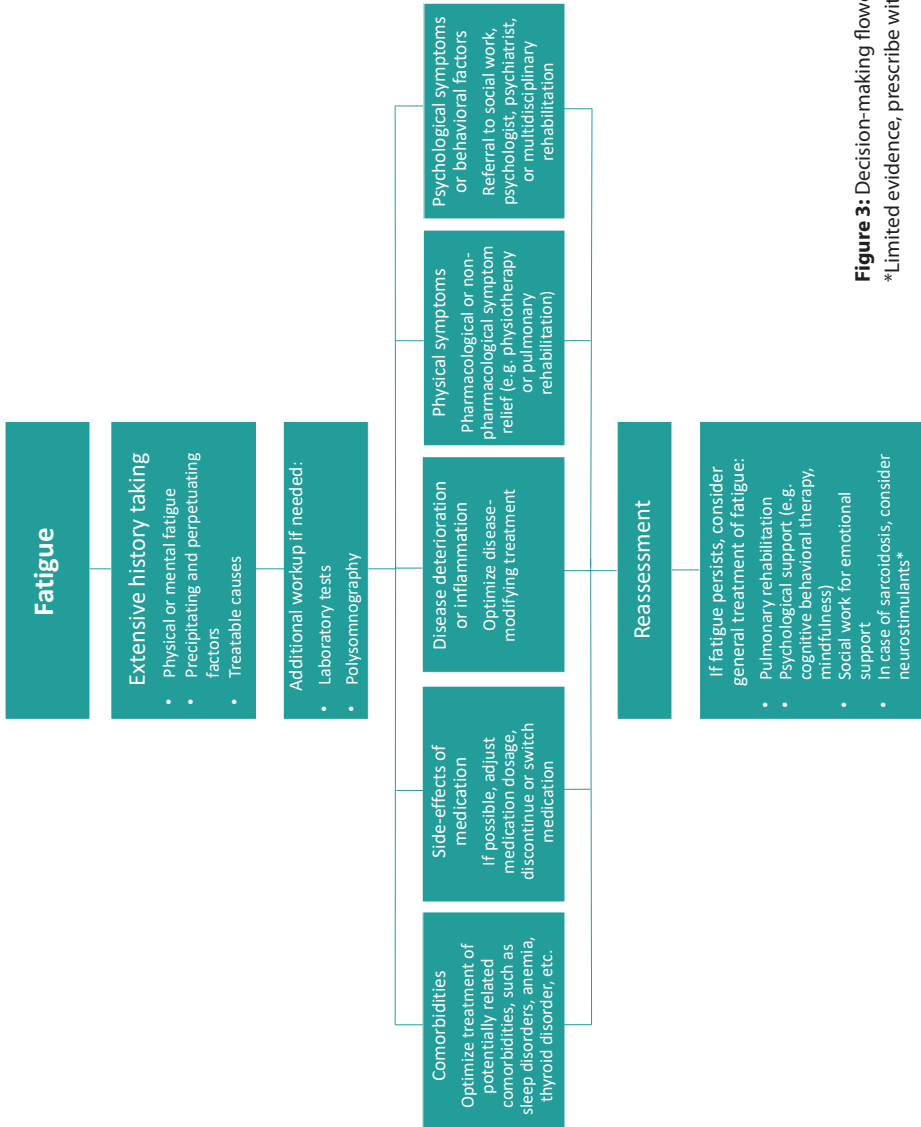 Fatigue
Extensive history taking
• Physical or mental fatigue
• Precipitating and perpetuating
factors
• Treatable causes
Additional workup if needed:
• Laboratory tests
• Polysomnography
Comorbidities
Optimize treatment of
potentially related
comorbidities, such as
sleep disorders, anemia,
thyroid disorder, etc.
Side-effects of
medication
If possible, adjust
medication dosage,
discontinue or switch
medication
Disease deterioration
or inflammation
Optimize disease-
modifying treatment
Physical symptoms
Pharmacological or non-
pharmacological symptom
relief (e.g. physiotherapy
or pulmonary
rehabilitation)
Psychological symptoms
or behavioral factors
Referral to social work,
psychologist, psychiatrist,
or multidisciplinary
rehabilitation
Reassessment
If fatigue persists, consider
general treatment of fatigue:
• Pulmonary rehabilitation
• Psychological support (e.g.
cognitive behavioral therapy,
mindfulness)
• Social work for emotional
support
• In case of sarcoidosis, consider
neurostimulants*
Figure 3: Decision-making
*Limited evidence, prescribe